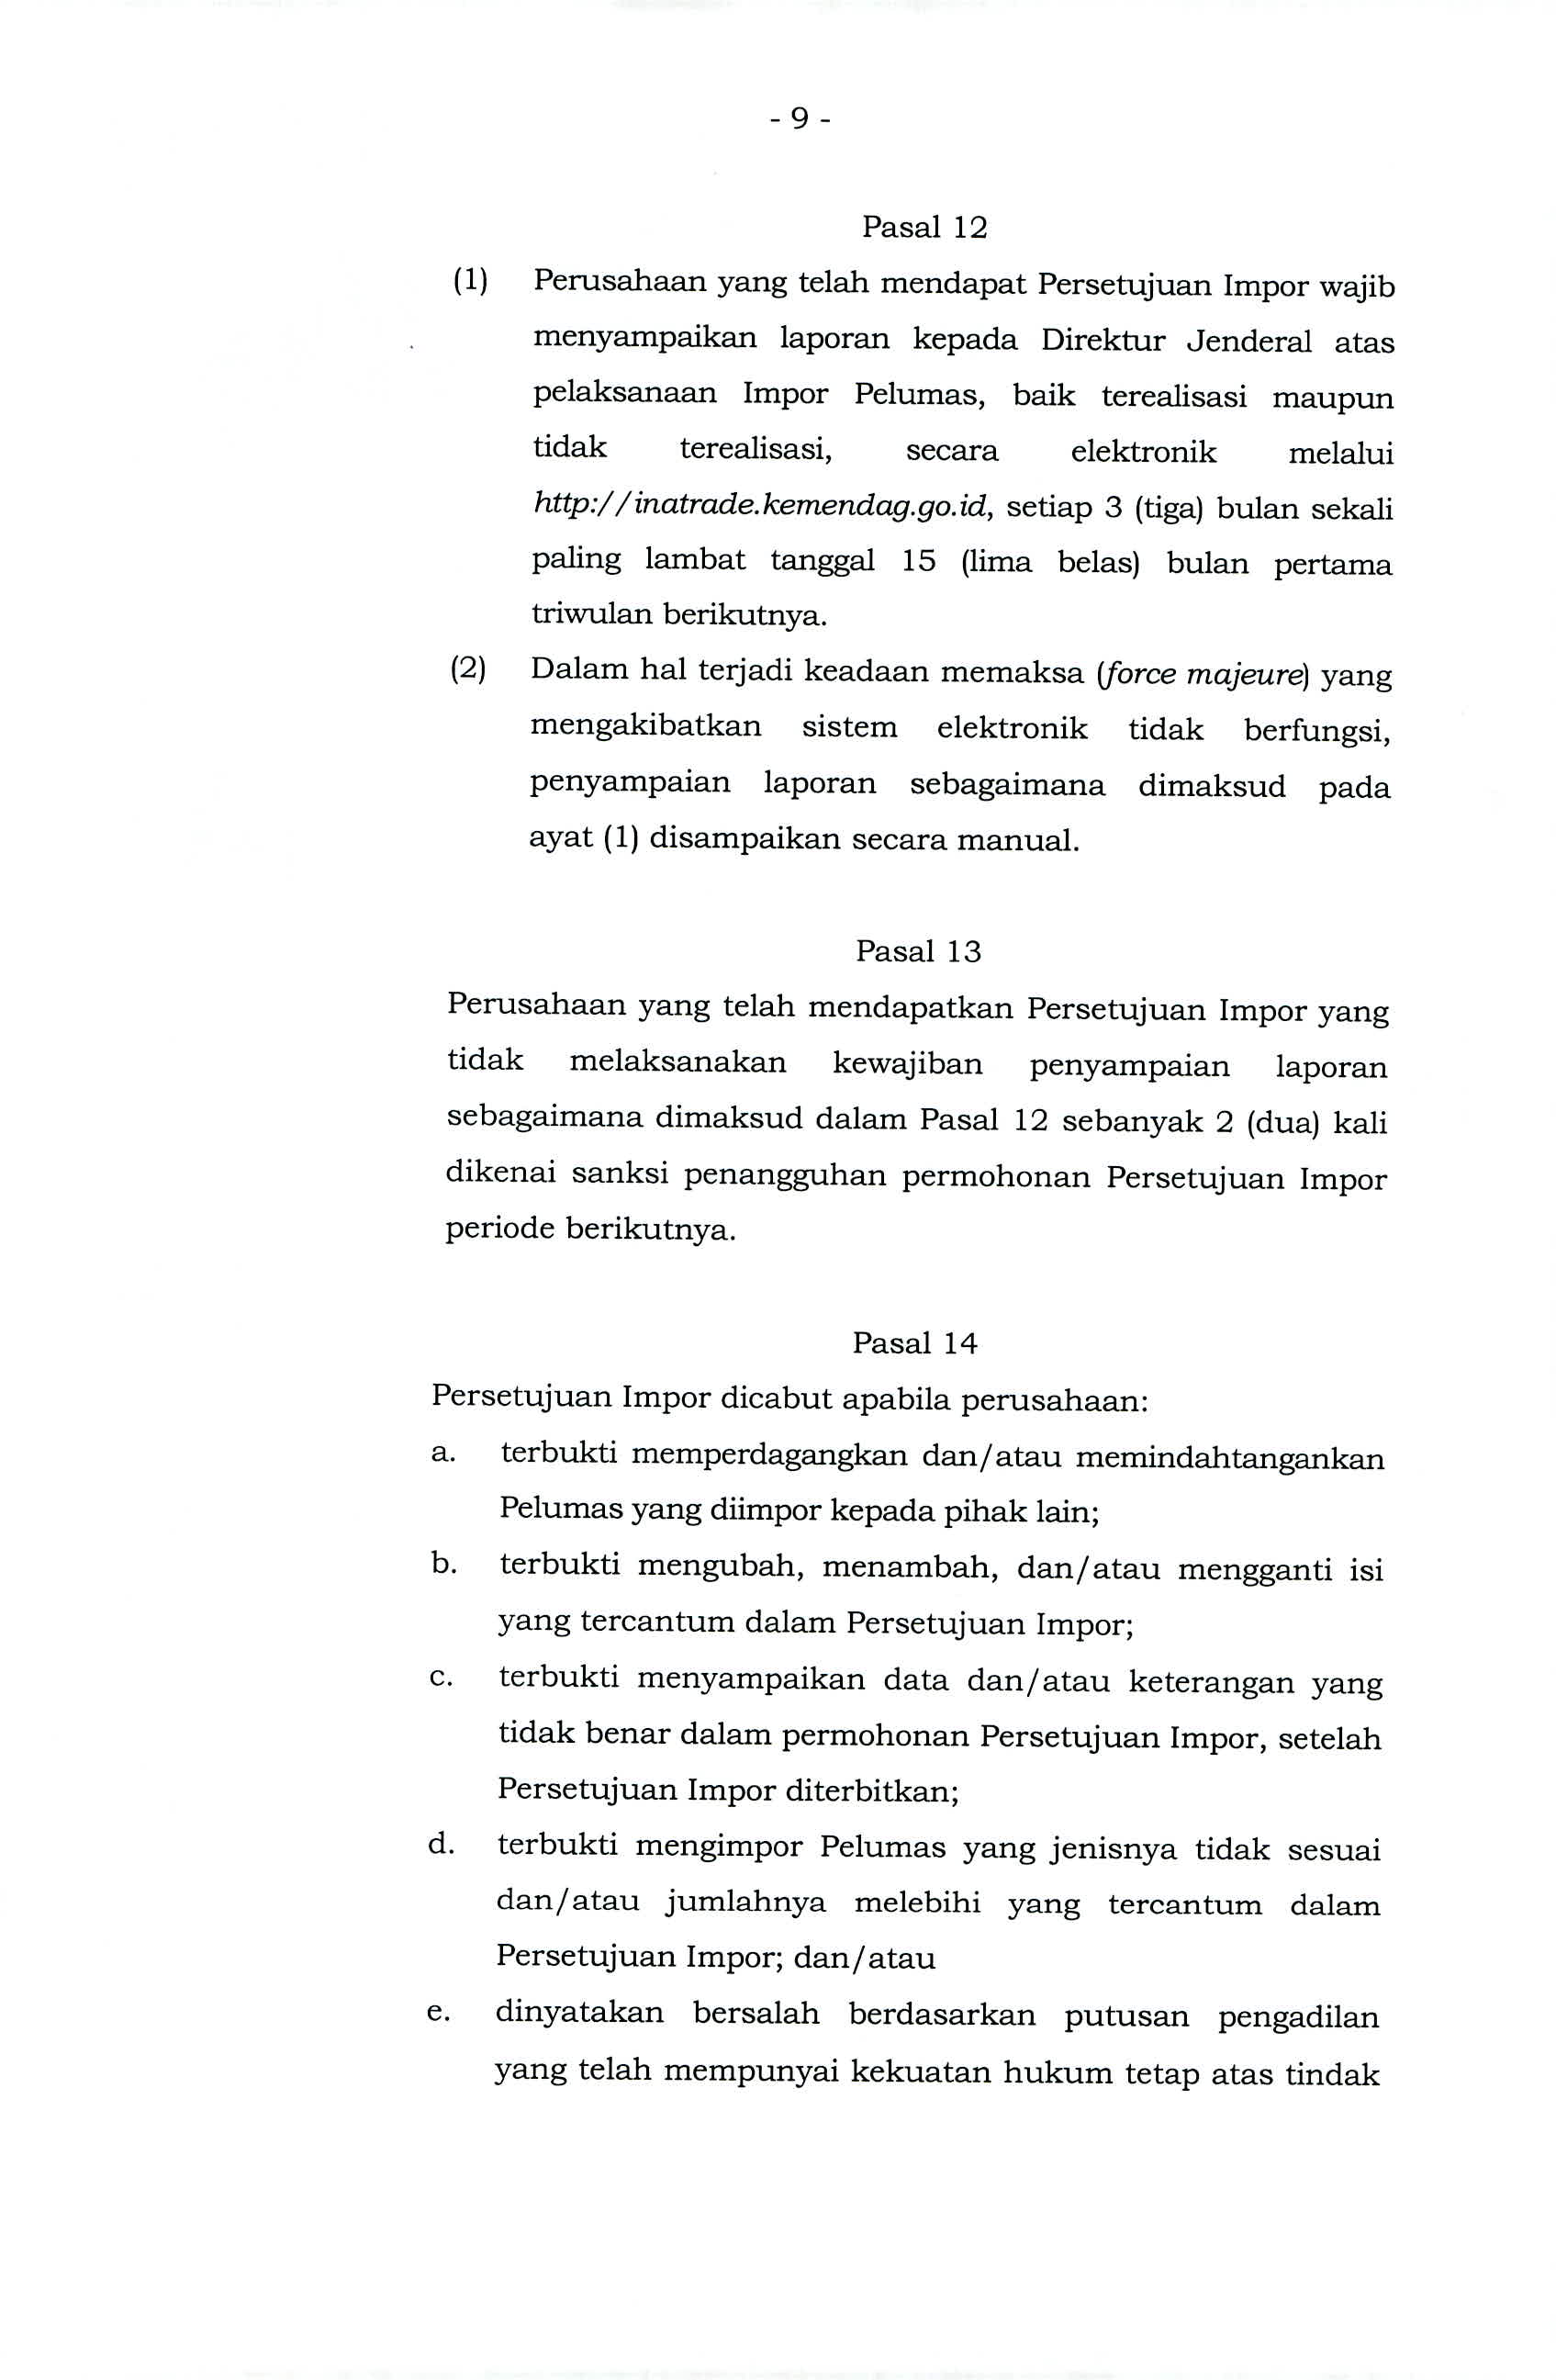 - 9 -
Pasal 12
(1) Perusahaan yang telah mendapat Persetujuan Impor wajib
menyampaikan laporan kepada Direktur Jenderal atas
pelaksanaan Impor Pelumas, baik terealisasi maupun
tidak terealisasi, secara elektronik melalui
http://inatrade.kemendag.go.id, setiap 3 (tiga) bulan sekali
paling lambat tanggal 15 (lima belas) bulan pertama
triwulan berikutnya.
(2) Dalam hal terjadi keadaan memaksa (force majeure) yang
mengakibatkan sistem elektronik tidak berfungsi,
penyampaian laporan sebagaimana dimaksud pada
ayat (1) disampaikan secara manual.
Pasal 13
Perusahaan yang telah mendapatkan Persetujuan Impor yang
tidak melaksanakan kewajiban penyampaian laporan
sebagaimana dimaksud dalam Pasal 12 sebanyak 2 (dua) kali
dikenai sanksi penangguhan permohonan Persetujuan Impor
periode berikutnya.
Pasal 14
Persetujuan Impor dicabut apabila perusahaan:
a. terbukti memperdagangkan dan/atau memindahtangankan
Pelumas yang diimpor kepada pihak lain;
b. terbukti mengubah, menambah, dan/atau mengganti isi
yang tercantum dalam Persetujuan Impor;
c. terbukti menyampaikan data dan/atau keterangan yang
tidak benar dalam permohonan Persetujuan Impor, setelah
Persetujuan Impor diterbitkan;
d. terbukti mengimpor Pelumas yang jenisnya tidak sesuai
dan/atau jumlahnya melebihi yang tercantum dalam
Persetujuan Impor; dan/atau
e. dinyatakan bersalah berdasarkan putusan pengadilan
yang telah mempunyai kekuatan hukum tetap atas tindak